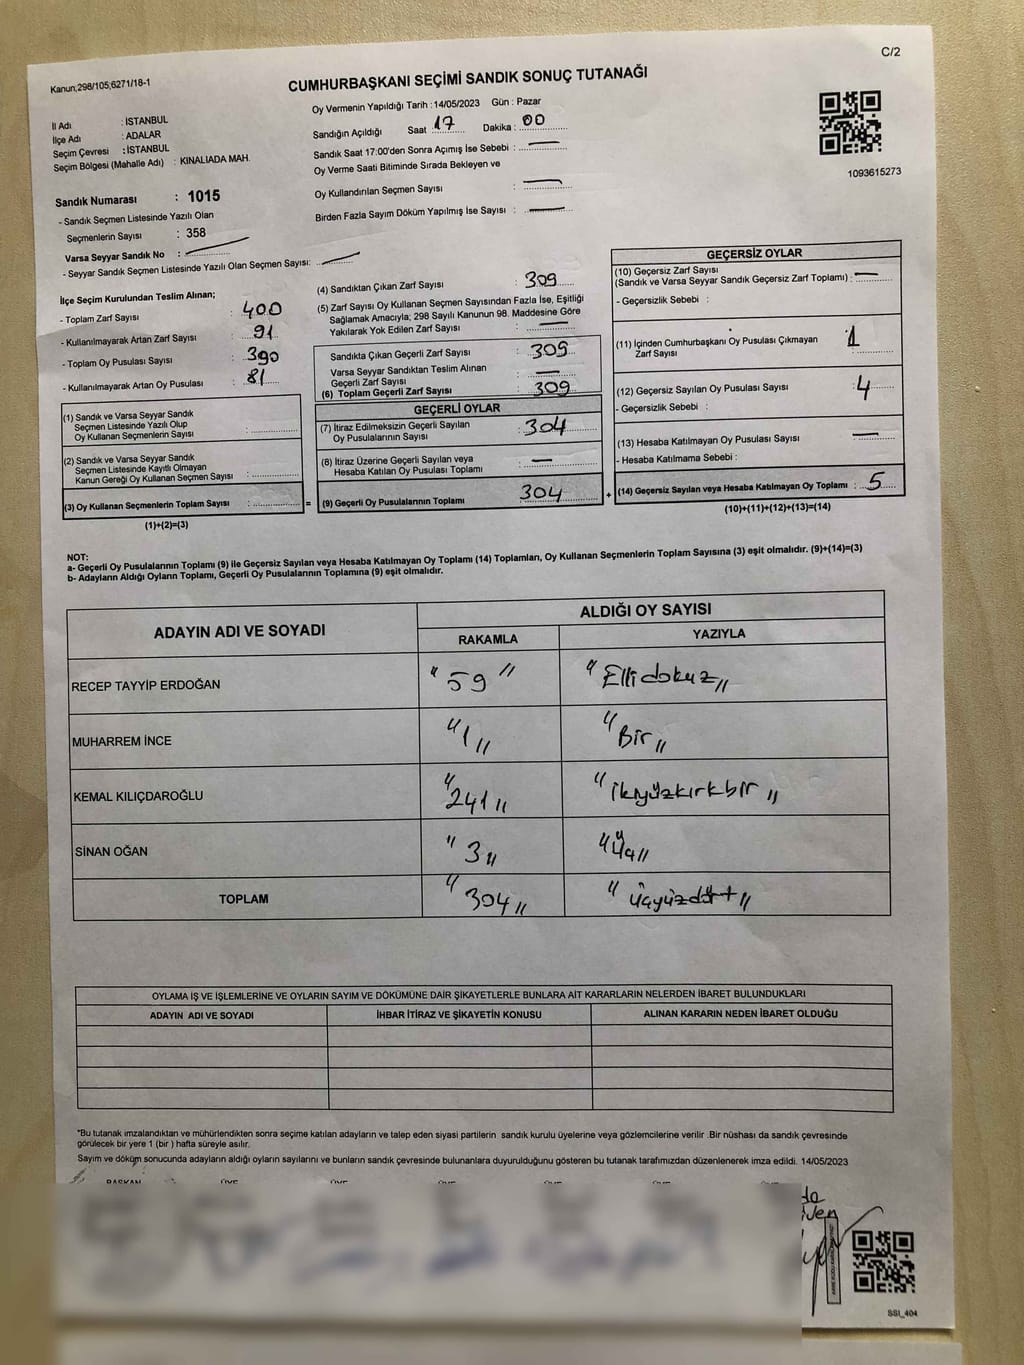 C/2
Kanun,298/105;6271/18-1
CUMHURBAŞKANI SEÇİMİ SANDIK SONUÇ TUTANAĞI
Oy Vermenin Yapıldığı Tarih : 14/05/2023 Gün : Pazar
İl Adı : İSTANBUL
İlçe Adı : ADALAR
Seçim Çevresi : İSTANBUL
Seçim Bölgesi (Mahalle Adı) : KINALIADA MAH.
Sandığın Açıldığı Saat : 17 Dakika : 00
Sandık Saat 17:00'den Sonra Açımış İse Sebebi : —
Oy Verme Saati Bitiminde Sırada Bekleyen ve
Oy Kullandırılan Seçmen Sayısı : —
Birden Fazla Sayım Döküm Yapılmış İse Sayısı : —
1093615273
Sandık Numarası : 1015
- Sandık Seçmen Listesinde Yazılı Olan
Seçmenlerin Sayısı : 358
Varsa Seyyar Sandık No : —
- Seyyar Sandık Seçmen Listesinde Yazılı Olan Seçmen Sayısı: —
İlçe Seçim Kurulundan Teslim Alınan;
- Toplam Zarf Sayısı : 400
- Kullanılmayarak Artan Zarf Sayısı : 91
- Toplam Oy Pusulası Sayısı : 390
- Kullanılmayarak Artan Oy Pusulası : 81
(1) Sandık ve Varsa Seyyar Sandık
Seçmen Listesinde Yazılı Olup
Oy Kullanan Seçmenlerin Sayısı :
(2) Sandık ve Varsa Seyyar Sandık
Seçmen Listesinde Kayıtlı Olmayan
Kanun Gereği Oy Kullanan Seçmen Sayısı :
(3) Oy Kullanan Seçmenlerin Toplam Sayısı :
(1)+(2)=(3)
(4) Sandıktan Çıkan Zarf Sayısı : 309
(5) Zarf Sayısı Oy Kullanan Seçmen Sayısından Fazla İse, Eşitliği
Sağlamak Amacıyla; 298 Sayılı Kanunun 98. Maddesine Göre
Yakılarak Yok Edilen Zarf Sayısı : —
Sandıkta Çıkan Geçerli Zarf Sayısı : 309
Varsa Seyyar Sandıktan Teslim Alınan
Geçerli Zarf Sayısı : —
(6) Toplam Geçerli Zarf Sayısı : 309
GEÇERLİ OYLAR
(7) İtiraz Edilmeksizin Geçerli Sayılan
Oy Pusulalarının Sayısı : 304
(8) İtiraz Üzerine Geçerli Sayılan veya
Hesaba Katılan Oy Pusulası Toplamı : —
= (9) Geçerli Oy Pusulalarının Toplamı : 304
GEÇERSİZ OYLAR
(10) Geçersiz Zarf Sayısı
(Sandık ve Varsa Seyyar Sandık Geçersiz Zarf Toplamı) : —
- Geçersizlik Sebebi :
(11) İçinden Cumhurbaşkanı Oy Pusulası Çıkmayan
Zarf Sayısı : 1
(12) Geçersiz Sayılan Oy Pusulası Sayısı : 4
- Geçersizlik Sebebi :
(13) Hesaba Katılmayan Oy Pusulası Sayısı : —
- Hesaba Katılmama Sebebi :
+ (14) Geçersiz Sayılan veya Hesaba Katılmayan Oy Toplamı : 5
(10)+(11)+(12)+(13)=(14)
NOT:
a- Geçerli Oy Pusulalarının Toplamı (9) ile Geçersiz Sayılan veya Hesaba Katılmayan Oy Toplamı (14) Toplamları, Oy Kullanan Seçmenlerin Toplam Sayısına (3) eşit olmalıdır. (9)+(14)=(3)
b- Adayların Aldığı Oyların Toplamı, Geçerli Oy Pusulalarının Toplamına (9) eşit olmalıdır.
ADAYIN ADI VE SOYADI ALDIĞI OY SAYISI
RAKAMLA YAZIYLA
RECEP TAYYİP ERDOĞAN "59" "Ellidokuz"
MUHARREM İNCE "1" "Bir"
KEMAL KILIÇDAROĞLU "241" "ikiyüzkırkbir"
SİNAN OĞAN "3" "Üç"
TOPLAM "304" "üçyüzdört"
OYLAMA İŞ VE İŞLEMLERİNE VE OYLARIN SAYIM VE DÖKÜMÜNE DAİR ŞİKAYETLERLE BUNLARA AİT KARARLARIN NELERDEN İBARET BULUNDUKLARI
ADAYIN ADI VE SOYADI İHBAR İTİRAZ VE ŞİKAYETİN KONUSU ALINAN KARARIN NEDEN İBARET OLDUĞU
*Bu tutanak imzalandıktan ve mühürlendikten sonra seçime katılan adayların ve talep eden siyasi partilerin sandık kurulu üyelerine veya gözlemcilerine verilir .Bir nüshası da sandık çevresinde
görülecek bir yere 1 (bir ) hafta süreyle asılır.
Sayım ve döküm sonucunda adayların aldığı oyların sayılarını ve bunların sandık çevresinde bulunanlara duyurulduğunu gösteren bu tutanak tarafımızdan düzenlenerek imza edildi. 14/05/2023
BAŞKAN ÜYE ÜYE ÜYE ÜYE ÜYE ÜYE
SSI_404